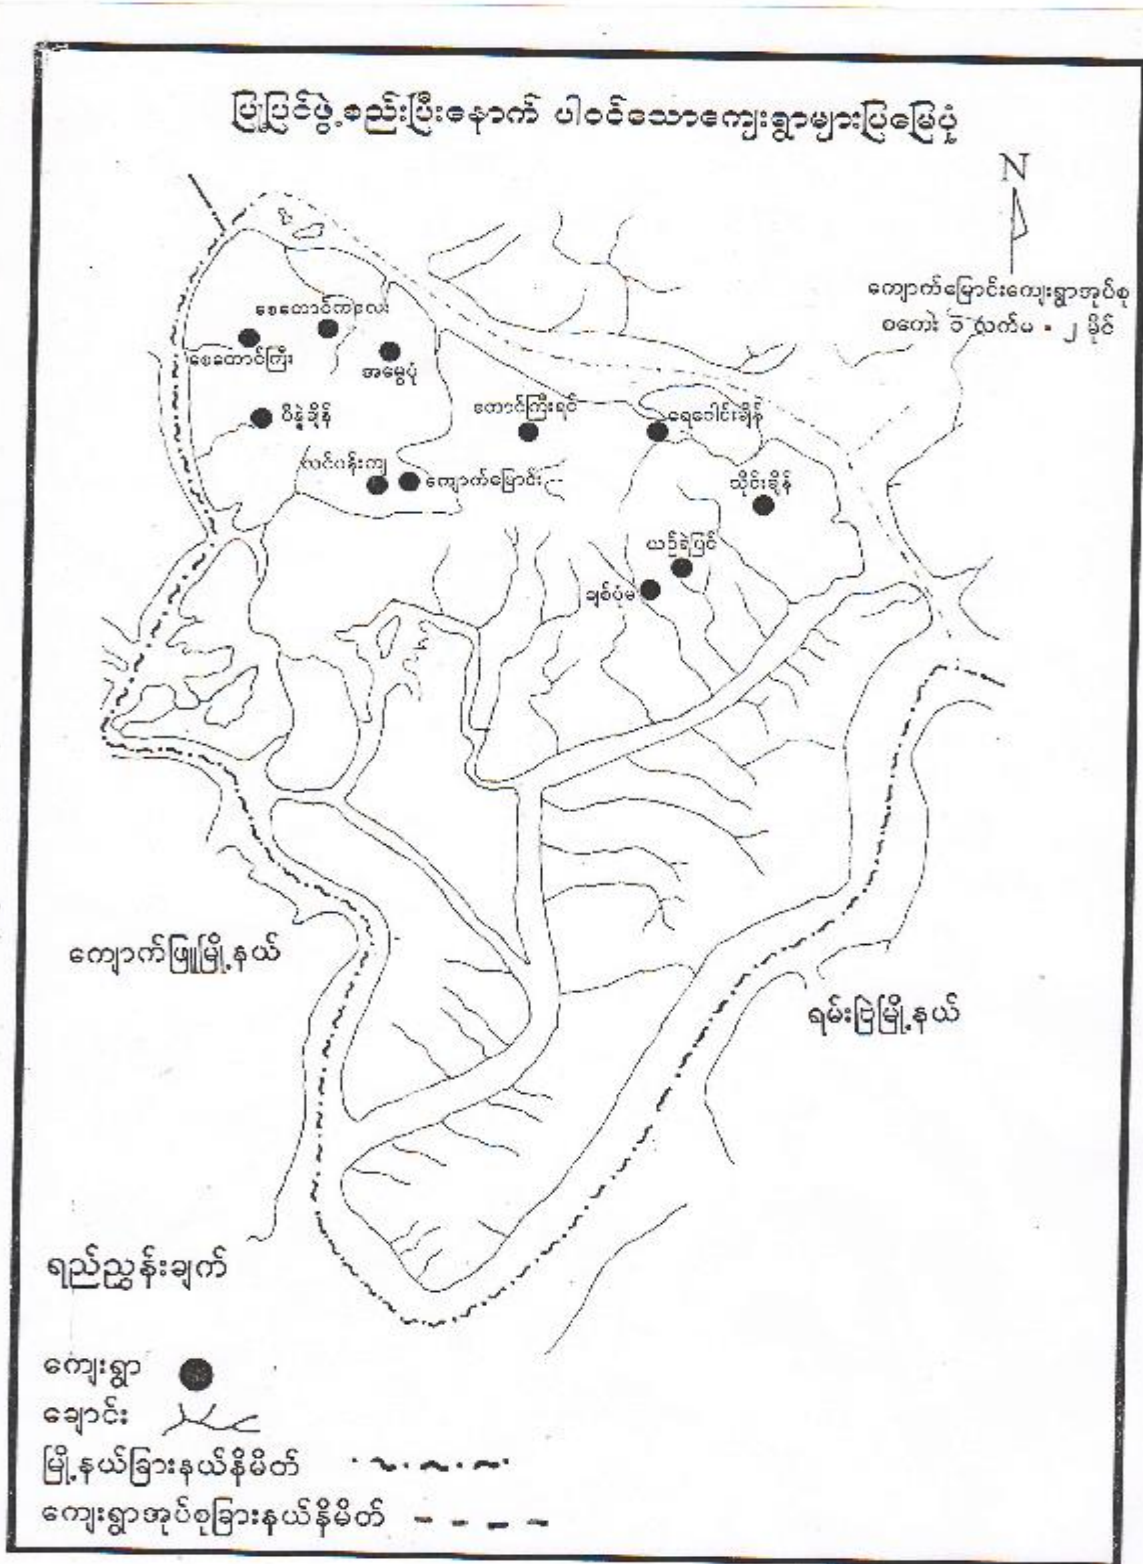 ပြုပြင်ဖွဲ့စည်းပြီးနောက် ပါဝင်သောကျေးရွာများပြမြေပုံ
N
ကျောက်မြောင်းကျေးရွာအုပ်စု
စကေး ၁ လက်မ = ၂ မိုင်
စေတောင်ကလေး
စေတောင်ကြီး
အမွေပုံ
ပိန္နဲချိန်
တောင်ကြီးရင်
ရေခေါင်းချိန်
လင်ပန်းကျ
ကျောက်မြောင်း
သိုင်းချိန်
ယဉ်ရဲပြင်
ချစ်ပုံမ
ကျောက်ဖြူမြို့နယ်
ရမ်းဗြဲမြို့နယ်
ရည်ညွှန်းချက်
ကျေးရွာ
ချောင်း
မြို့နယ်ခြားနယ်နိမိတ်
ကျေးရွာအုပ်စုခြားနယ်နိမိတ်